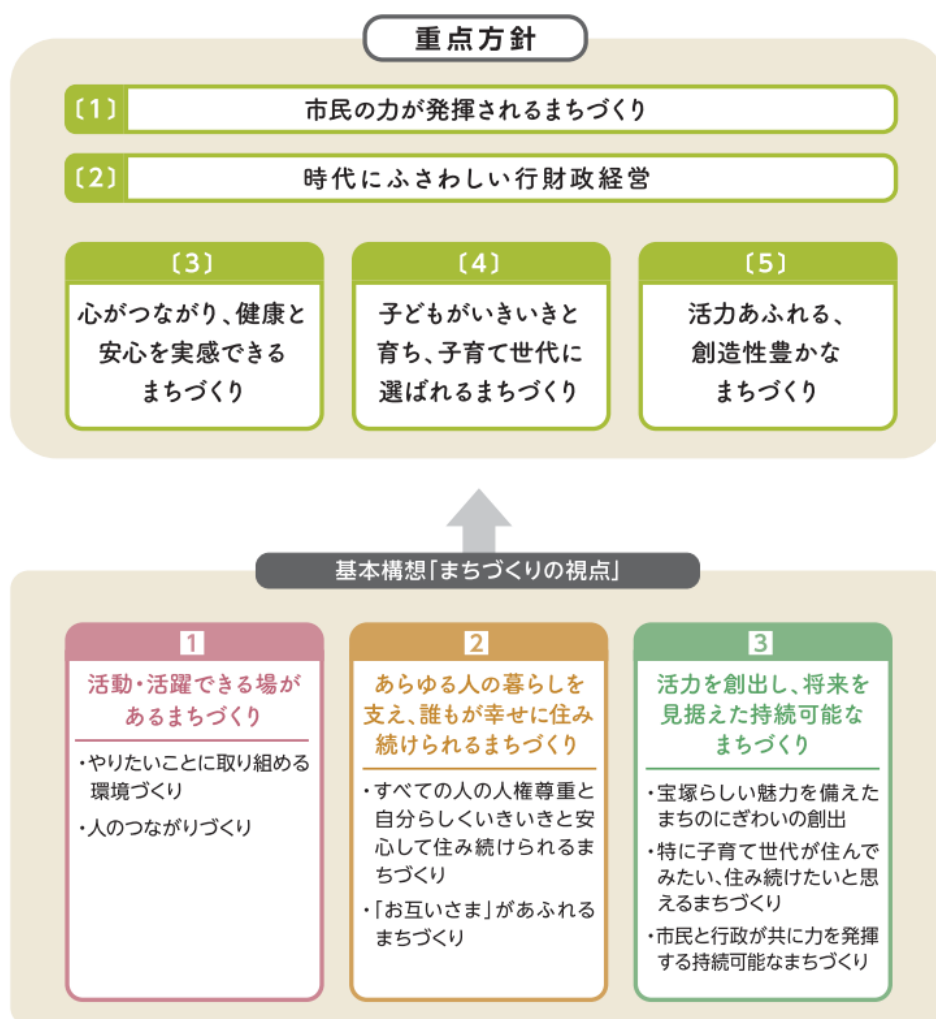 重点方針
〔1〕 市民の力が発揮されるまちづくり
〔2〕 時代にふさわしい行財政経営
〔3〕
心がつながり、健康と
安心を実感できる
まちづくり
〔4〕
子どもがいきいきと
育ち、子育て世代に
選ばれるまちづくり
〔5〕
活力あふれる、
創造性豊かな
まちづくり
基本構想「まちづくりの視点」
1
活動・活躍できる場が
あるまちづくり
・やりたいことに取り組める
環境づくり
・人のつながりづくり
2
あらゆる人の暮らしを
支え、誰もが幸せに住み
続けられるまちづくり
・すべての人の人権尊重と
自分らしくいきいきと安
心して住み続けられるま
ちづくり
・「お互いさま」があふれる
まちづくり
3
活力を創出し、将来を
見据えた持続可能な
まちづくり
・宝塚らしい魅力を備えた
まちのにぎわいの創出
・特に子育て世代が住んで
みたい、住み続けたいと思
えるまちづくり
・市民と行政が共に力を発揮
する持続可能なまちづくり